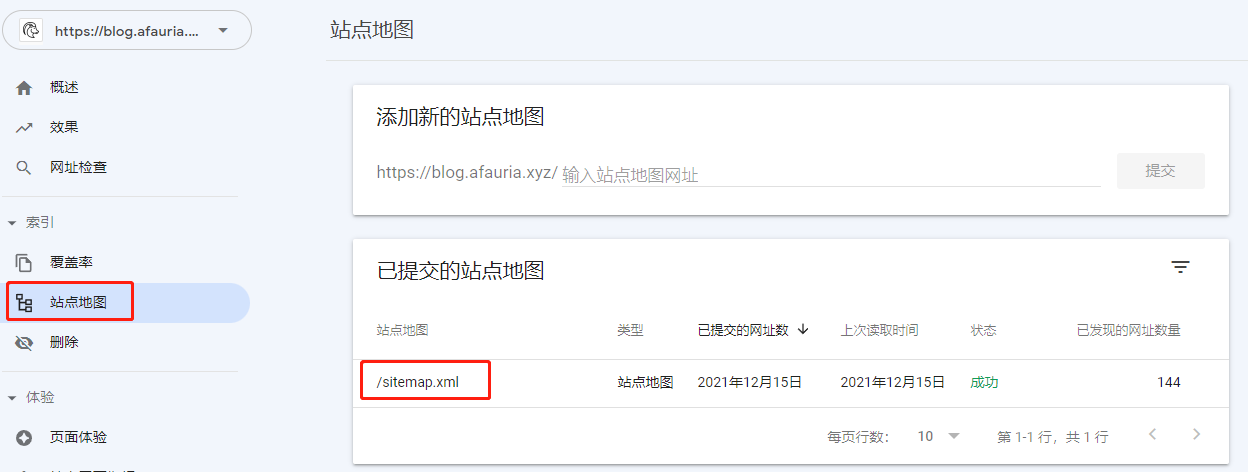 https://blog.afauria....
站点地图
概述
效果
网址检查
索引
覆盖率
站点地图
删除
体验
页面体验
添加新的站点地图
https://blog.afauria.xyz/ 输入站点地图网址
提交
已提交的站点地图
站点地图 类型 已提交的网址数 上次读取时间 状态 已发现的网址数量
/sitemap.xml 站点地图 2021年12月15日 2021年12月15日 成功 144
每页行数： 10 第 1-1 行，共 1 行